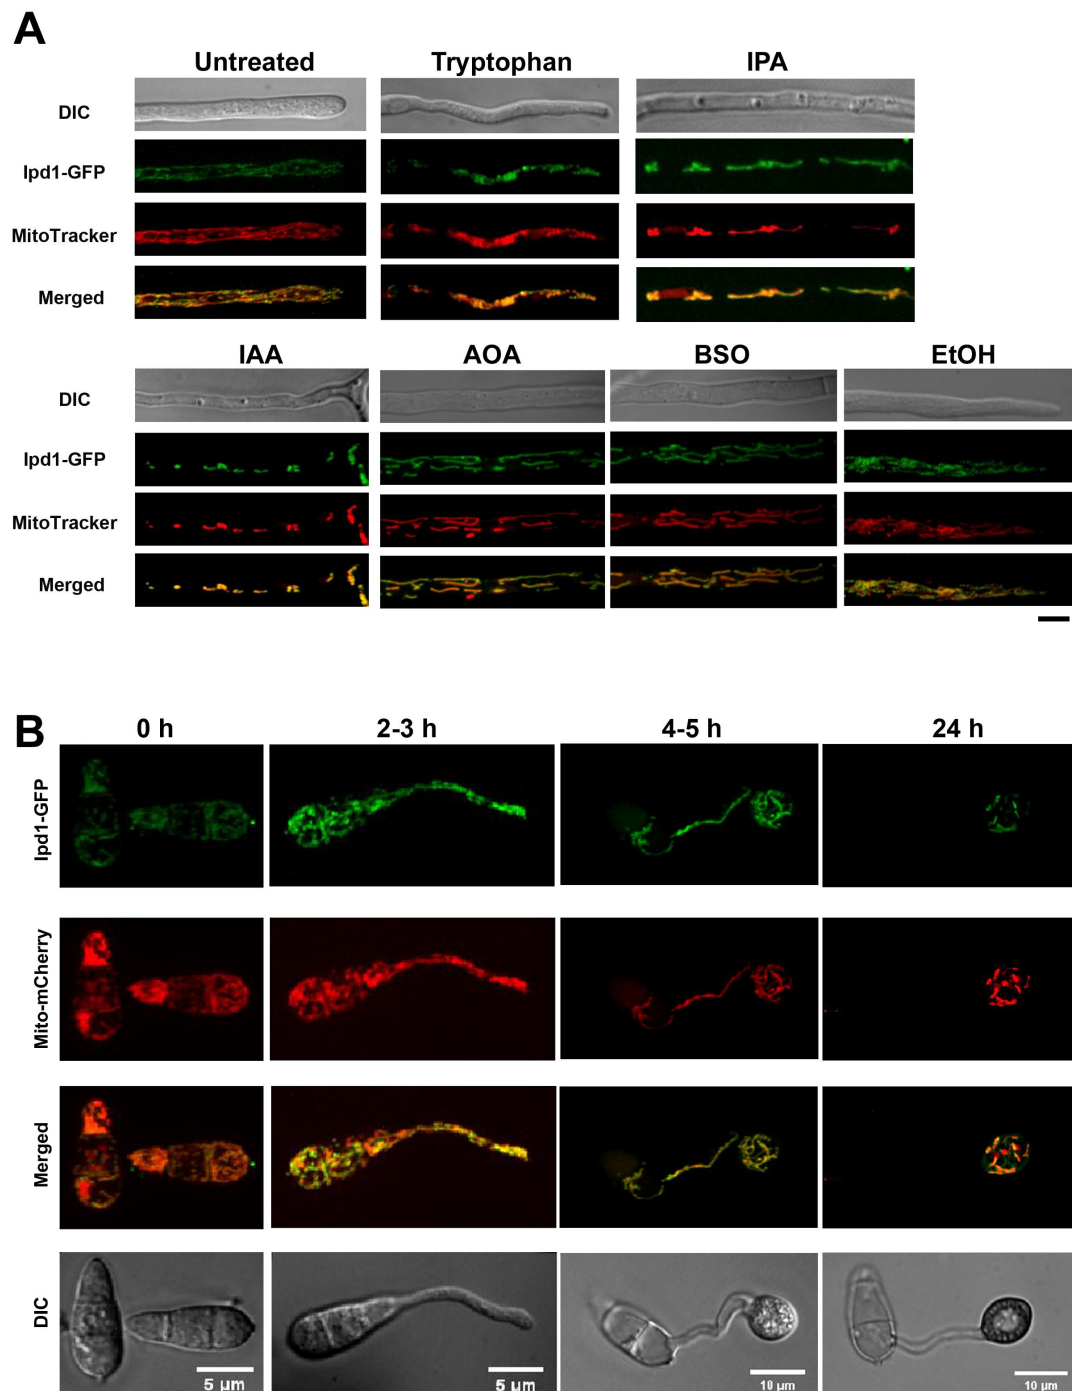 A
Untreated Tryptophan IPA
DIC
Ipd1-GFP
MitoTracker
Merged
IAA AOA BSO EtOH
DIC
Ipd1-GFP
MitoTracker
Merged
B
0 h 2-3 h 4-5 h 24 h
Ipd1-GFP
Mito-mCherry
Merged
DIC
5 μm 5 μm 10 μm 10 μm